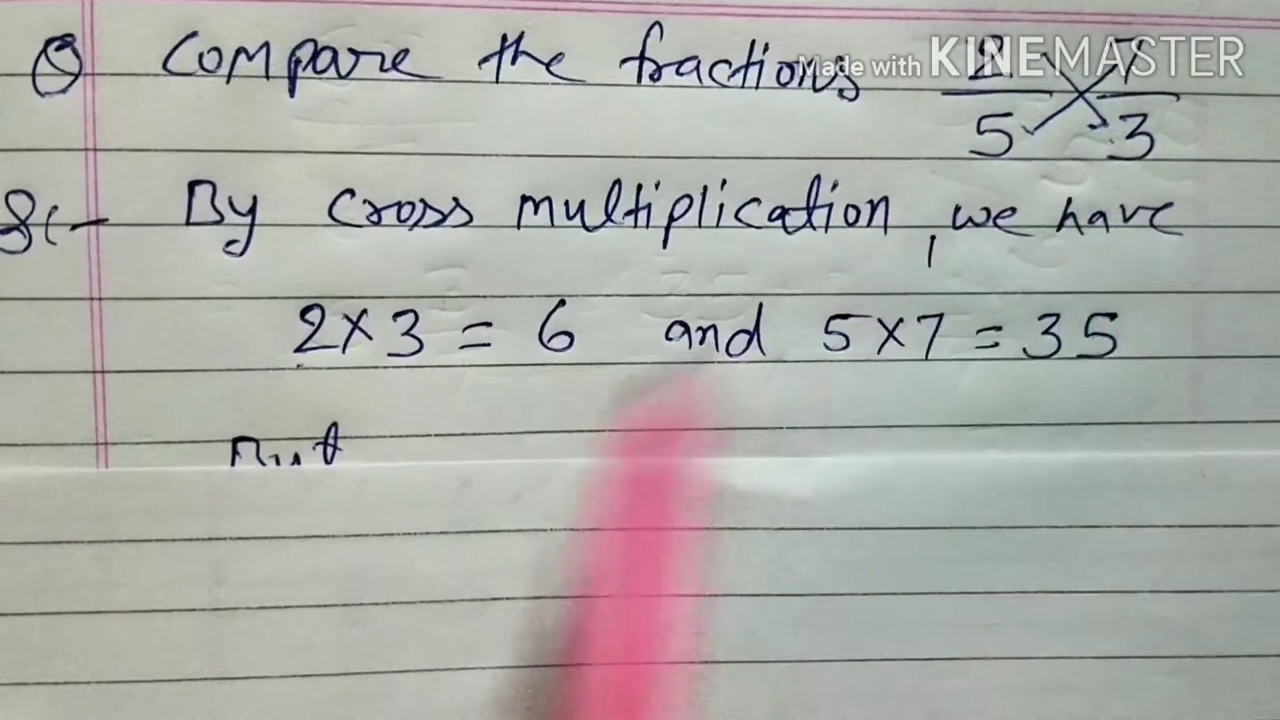 Q Compare the fractions 2/5 7/3
Made with KINEMASTER
By cross multiplication, we have
2×3 = 6 and 5×7 = 35
But